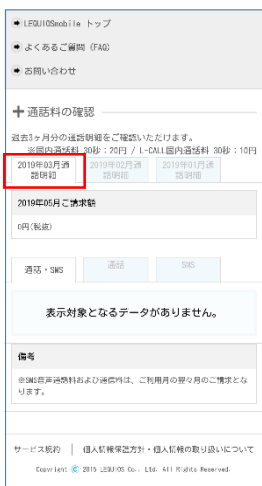 LEQUIOSmobile トップ
よくあるご質問 (FAQ)
お問い合わせ
通話料の確認
過去3ヶ月分の通話明細をご確認いただけます。
※国内通話料 30秒：20円 / L-CALL国内通話料 30秒：10円
2019年03月通話明細
2019年02月通話明細
2019年01月通話明細
2019年05月ご請求額
0円(税抜)
通話・SMS
通話
SMS
表示対象となるデータがありません。
備考
※SMS音声通話料および通信料は、ご利用月の翌々月のご請求となります。
サービス規約 | 個人情報保護方針・個人情報の取り扱いについて
Copyright © 2015 LEQUIOS Co., Ltd. All Rights Reserved.